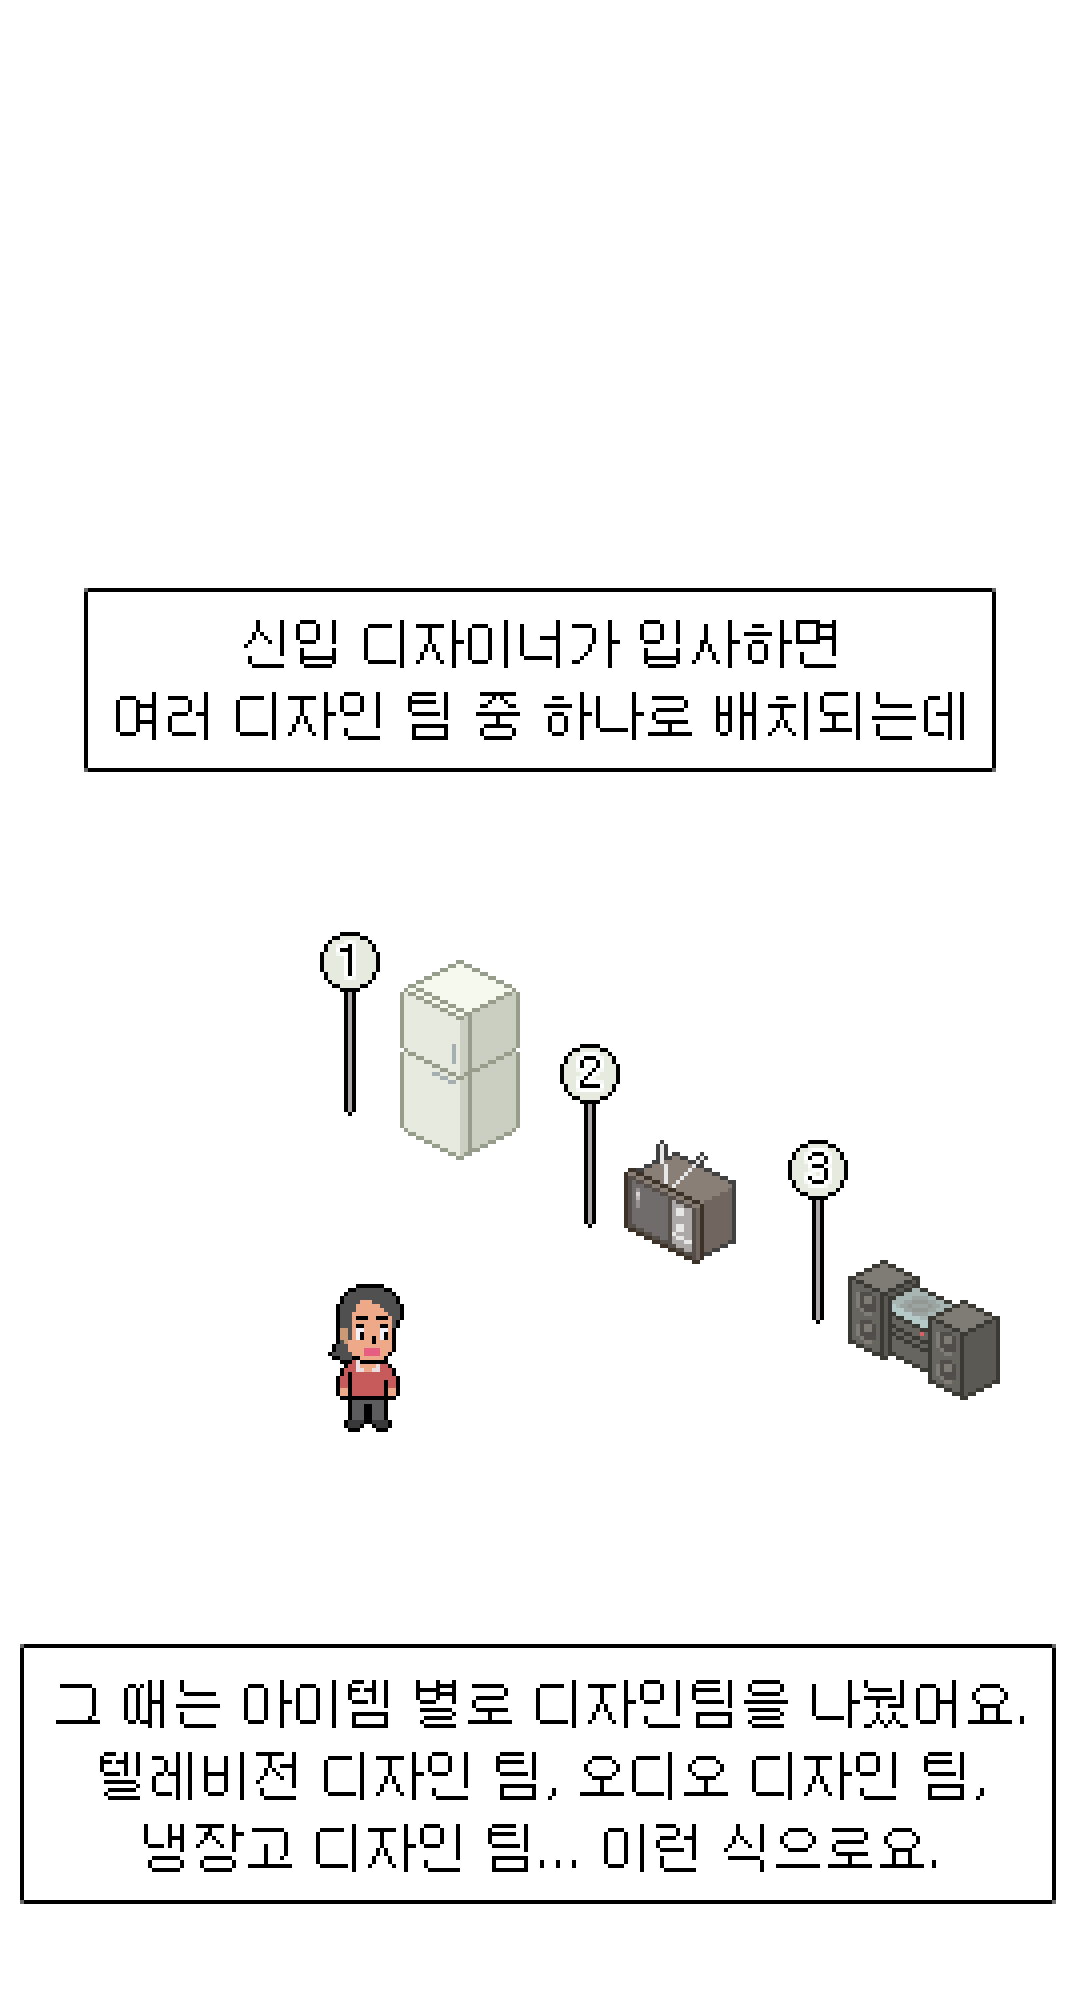 신입 디자이너가 입사하면
여러 디자인 팀 중 하나로 배치되는데
1
2
3
그 때는 아이템 별로 디자인팀을 나눴어요.
텔레비전 디자인 팀, 오디오 디자인 팀,
냉장고 디자인 팀... 이런 식으로요.